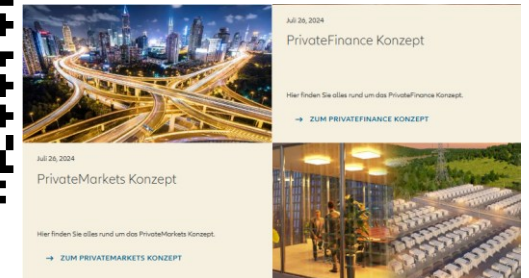 Juli 26, 2024
PrivateFinance Konzept
Hier finden Sie alles rund um das PrivateFinance Konzept.
→ ZUM PRIVATEFINANCE KONZEPT
Juli 26, 2024
PrivateMarkets Konzept
Hier finden Sie alles rund um das PrivateMarkets Konzept.
→ ZUM PRIVATEMARKETS KONZEPT